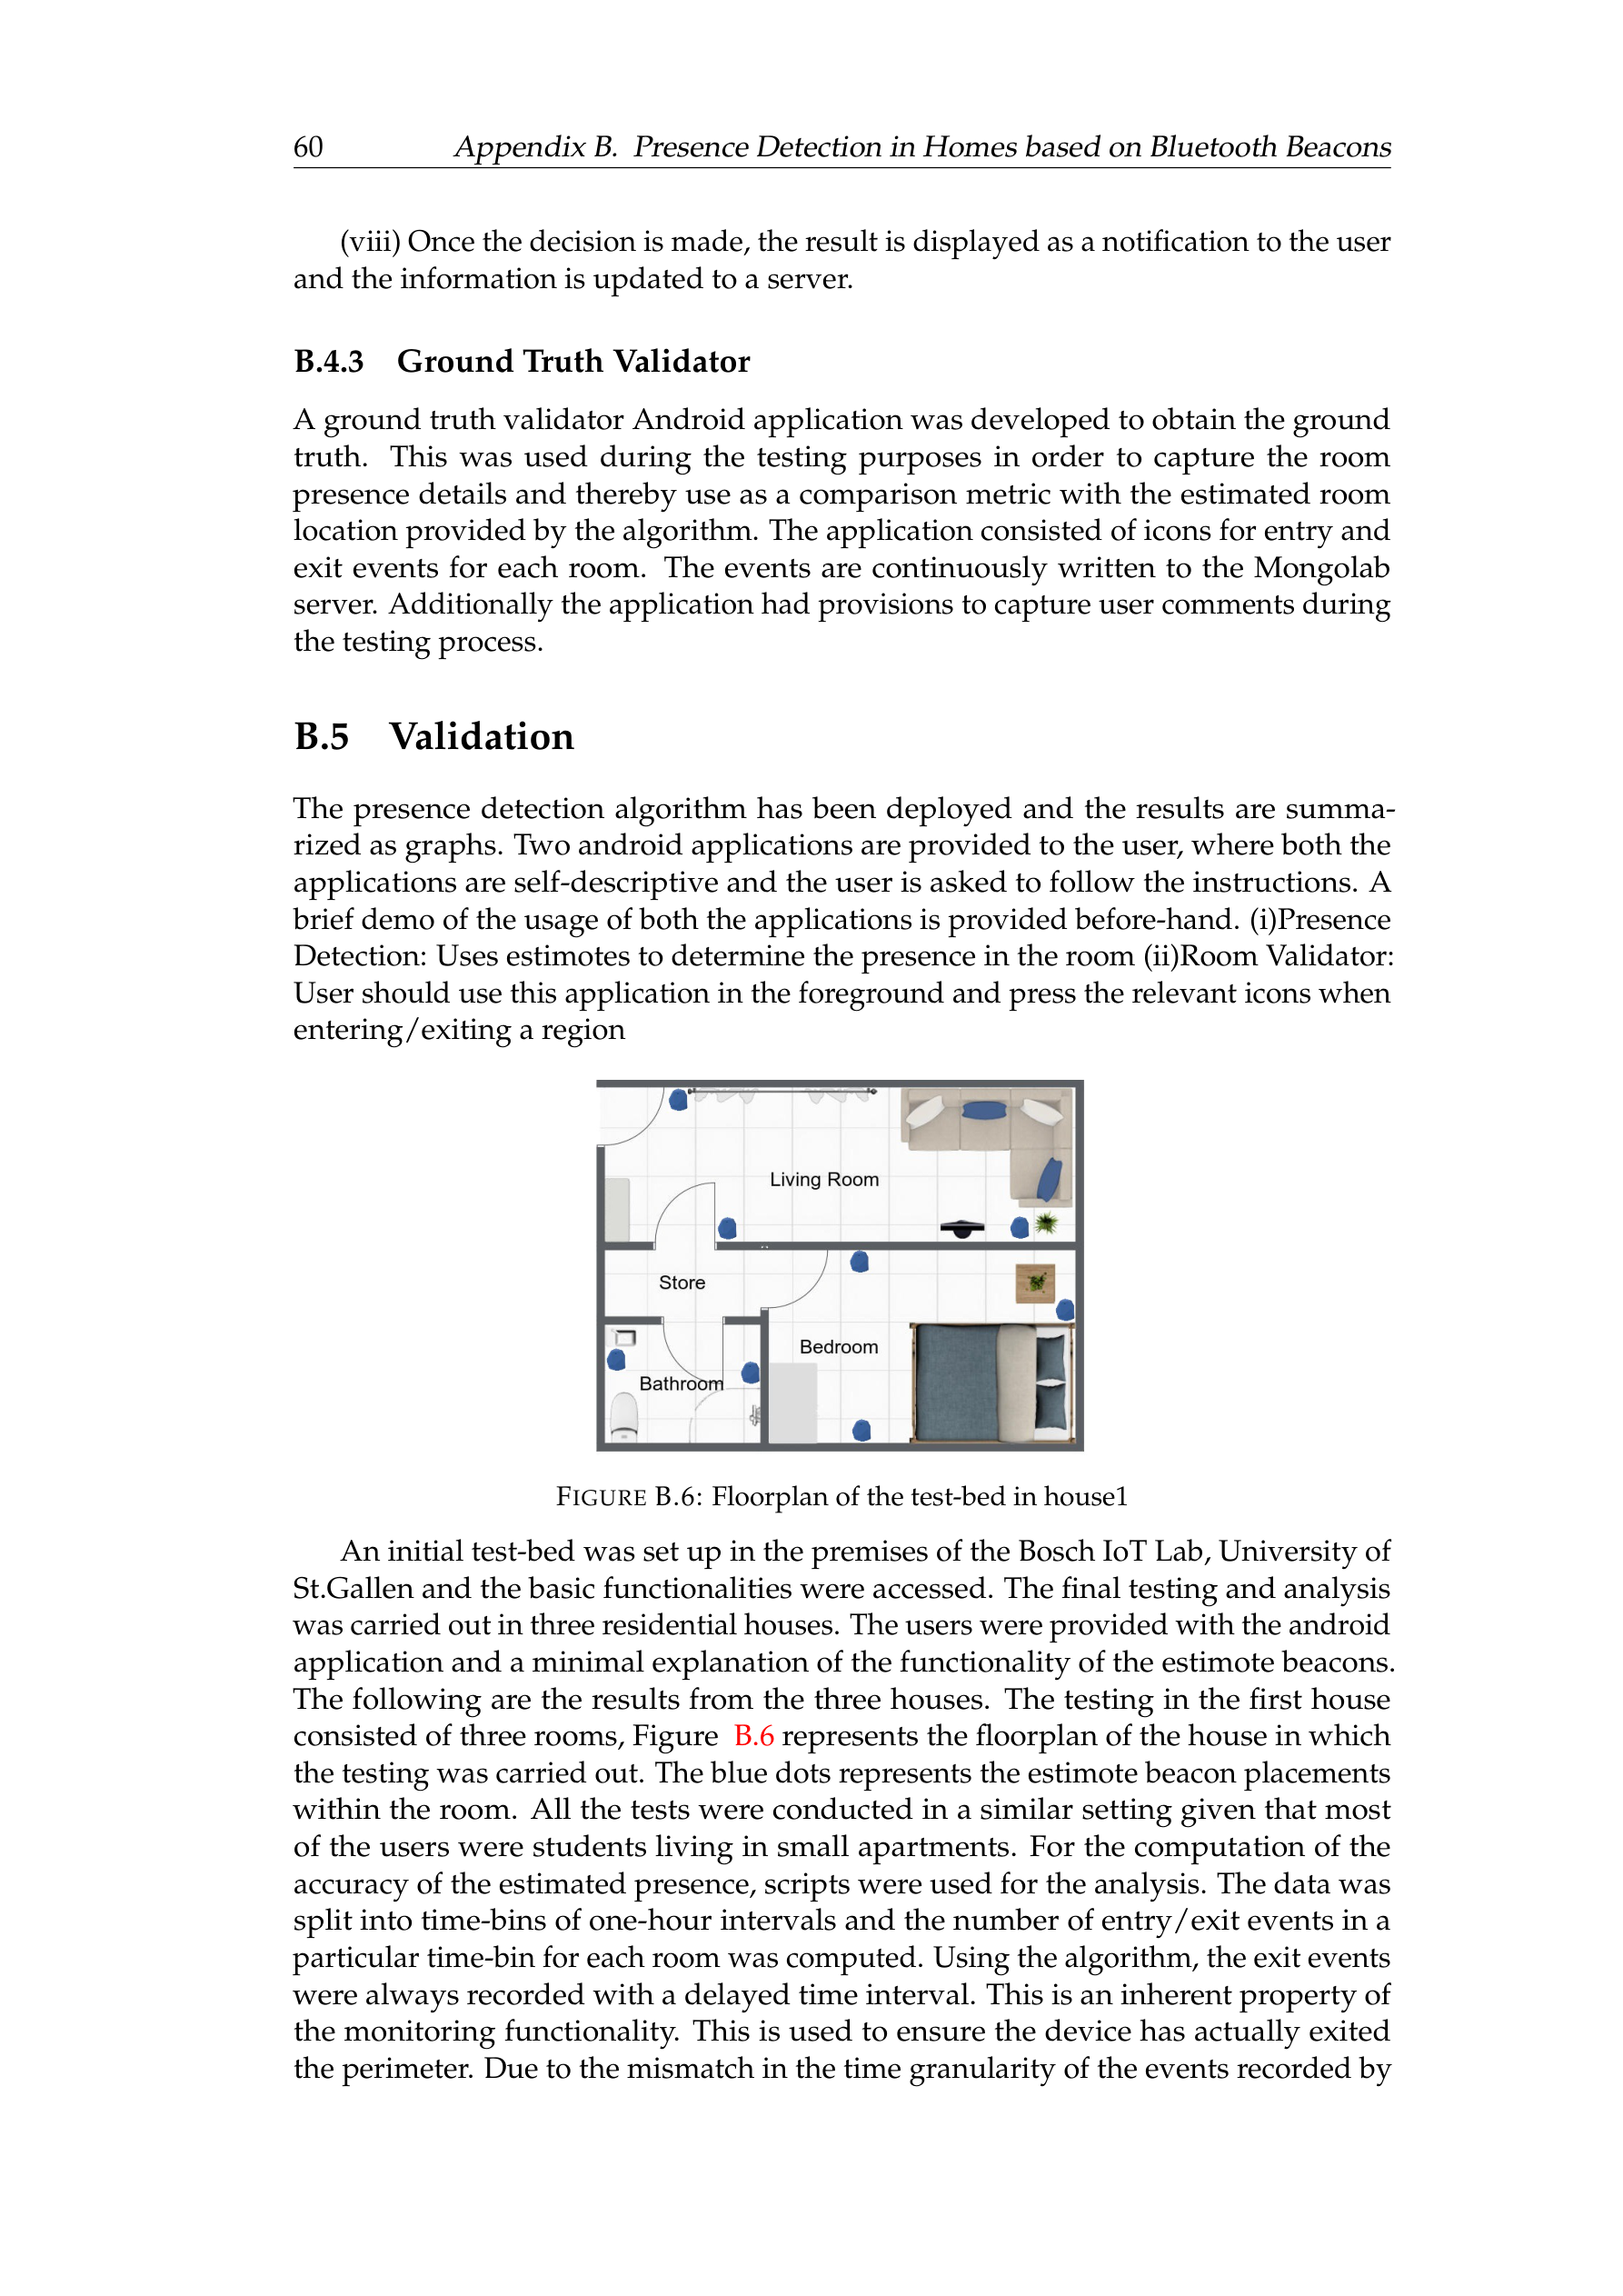 60 Appendix B. Presence Detection in Homes based on Bluetooth Beacons
(viii) Once the decision is made, the result is displayed as a notification to the user
and the information is updated to a server.
B.4.3 Ground Truth Validator
A ground truth validator Android application was developed to obtain the ground
truth. This was used during the testing purposes in order to capture the room
presence details and thereby use as a comparison metric with the estimated room
location provided by the algorithm. The application consisted of icons for entry and
exit events for each room. The events are continuously written to the Mongolab
server. Additionally the application had provisions to capture user comments during
the testing process.
B.5 Validation
The presence detection algorithm has been deployed and the results are summa-
rized as graphs. Two android applications are provided to the user, where both the
applications are self-descriptive and the user is asked to follow the instructions. A
brief demo of the usage of both the applications is provided before-hand. (i)Presence
Detection: Uses estimotes to determine the presence in the room (ii)Room Validator:
User should use this application in the foreground and press the relevant icons when
entering/exiting a region
Living Room
Store
Bedroom
Bathroom
FIGURE B.6: Floorplan of the test-bed in house1
An initial test-bed was set up in the premises of the Bosch IoT Lab, University of
St.Gallen and the basic functionalities were accessed. The final testing and analysis
was carried out in three residential houses. The users were provided with the android
application and a minimal explanation of the functionality of the estimote beacons.
The following are the results from the three houses. The testing in the first house
consisted of three rooms, Figure B.6 represents the floorplan of the house in which
the testing was carried out. The blue dots represents the estimote beacon placements
within the room. All the tests were conducted in a similar setting given that most
of the users were students living in small apartments. For the computation of the
accuracy of the estimated presence, scripts were used for the analysis. The data was
split into time-bins of one-hour intervals and the number of entry/exit events in a
particular time-bin for each room was computed. Using the algorithm, the exit events
were always recorded with a delayed time interval. This is an inherent property of
the monitoring functionality. This is used to ensure the device has actually exited
the perimeter. Due to the mismatch in the time granularity of the events recorded by